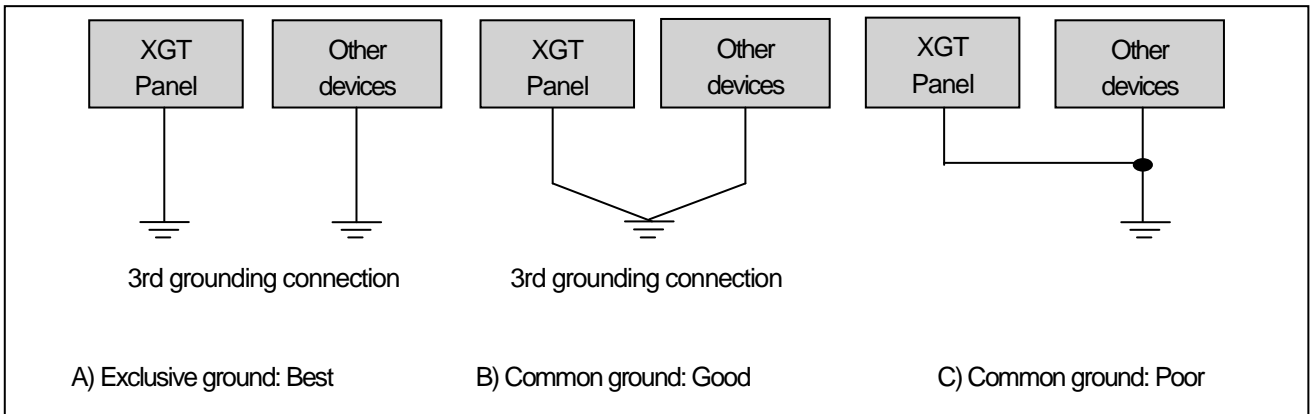 XGT
Panel
Other
devices
XGT
Panel
Other
devices
XGT
Panel
Other
devices
3rd grounding connection
3rd grounding connection
A) Exclusive ground: Best
B) Common ground: Good
C) Common ground: Poor